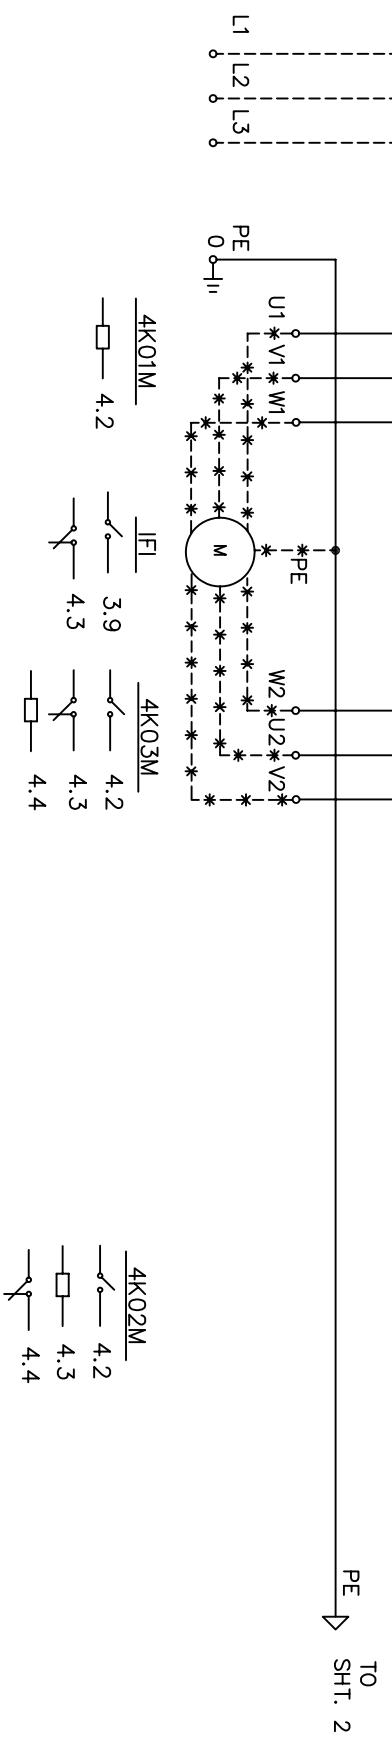 L1
L2
L3
PE
0
U1
V1
W1
M
PE
W2
U2
V2
4K01M
4.2
IFI
3.9
4.3
4K03M
4.2
4.3
4.4
4K02M
4.2
4.3
4.4
PE
TO
SHT. 2